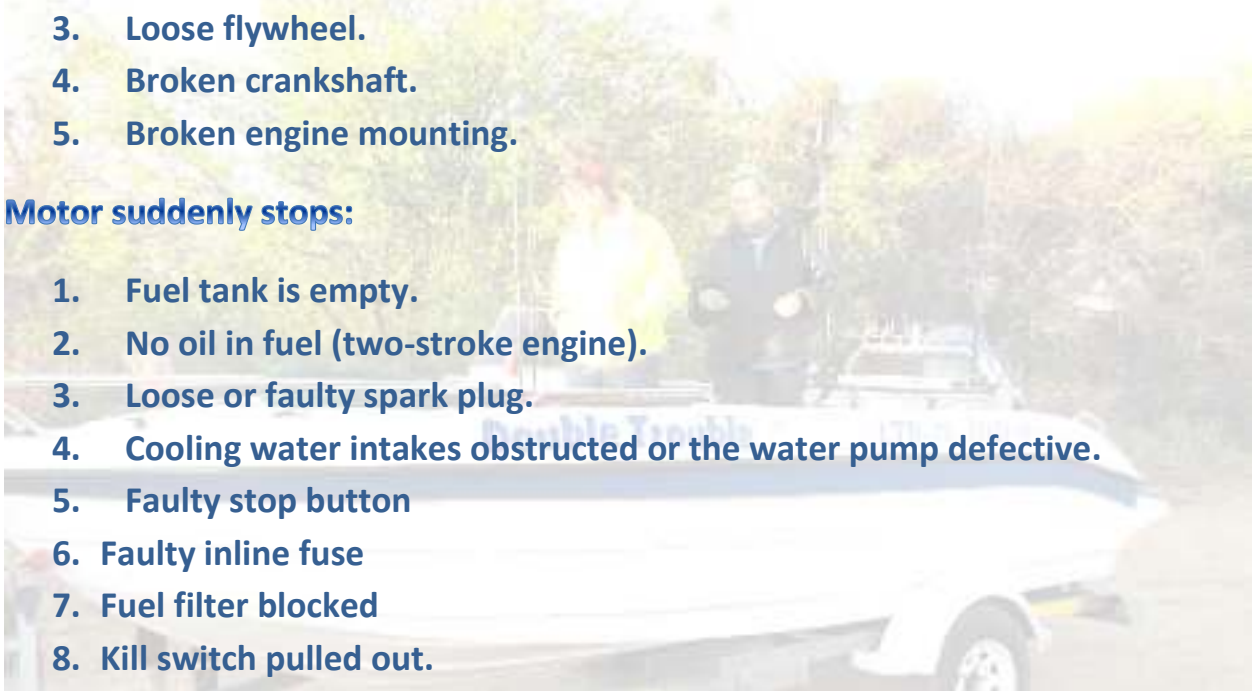 3. Loose flywheel.
4. Broken crankshaft.
5. Broken engine mounting.
Motor suddenly stops:
1. Fuel tank is empty.
2. No oil in fuel (two-stroke engine).
3. Loose or faulty spark plug.
Double Trouble
4. Cooling water intakes obstructed or the water pump defective.
5. Faulty stop button
6. Faulty inline fuse
7. Fuel filter blocked
8. Kill switch pulled out.